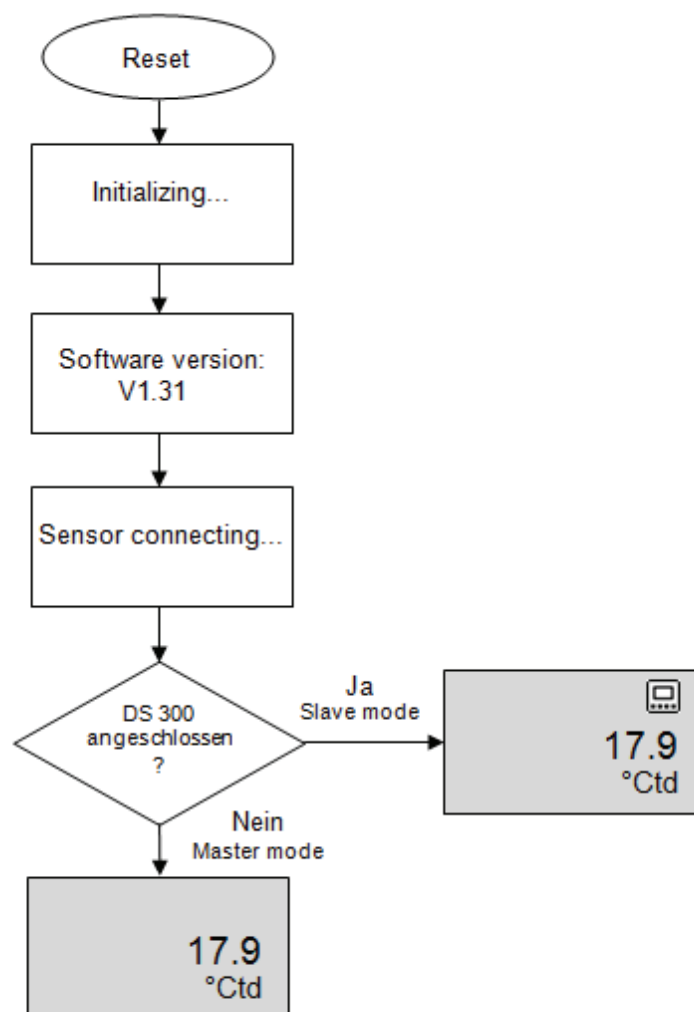 Reset
Initializing...
Software version:
V1.31
Sensor connecting...
DS 300
angeschlossen
?
Ja
Slave mode
17.9
°Ctd
Nein
Master mode
17.9
°Ctd